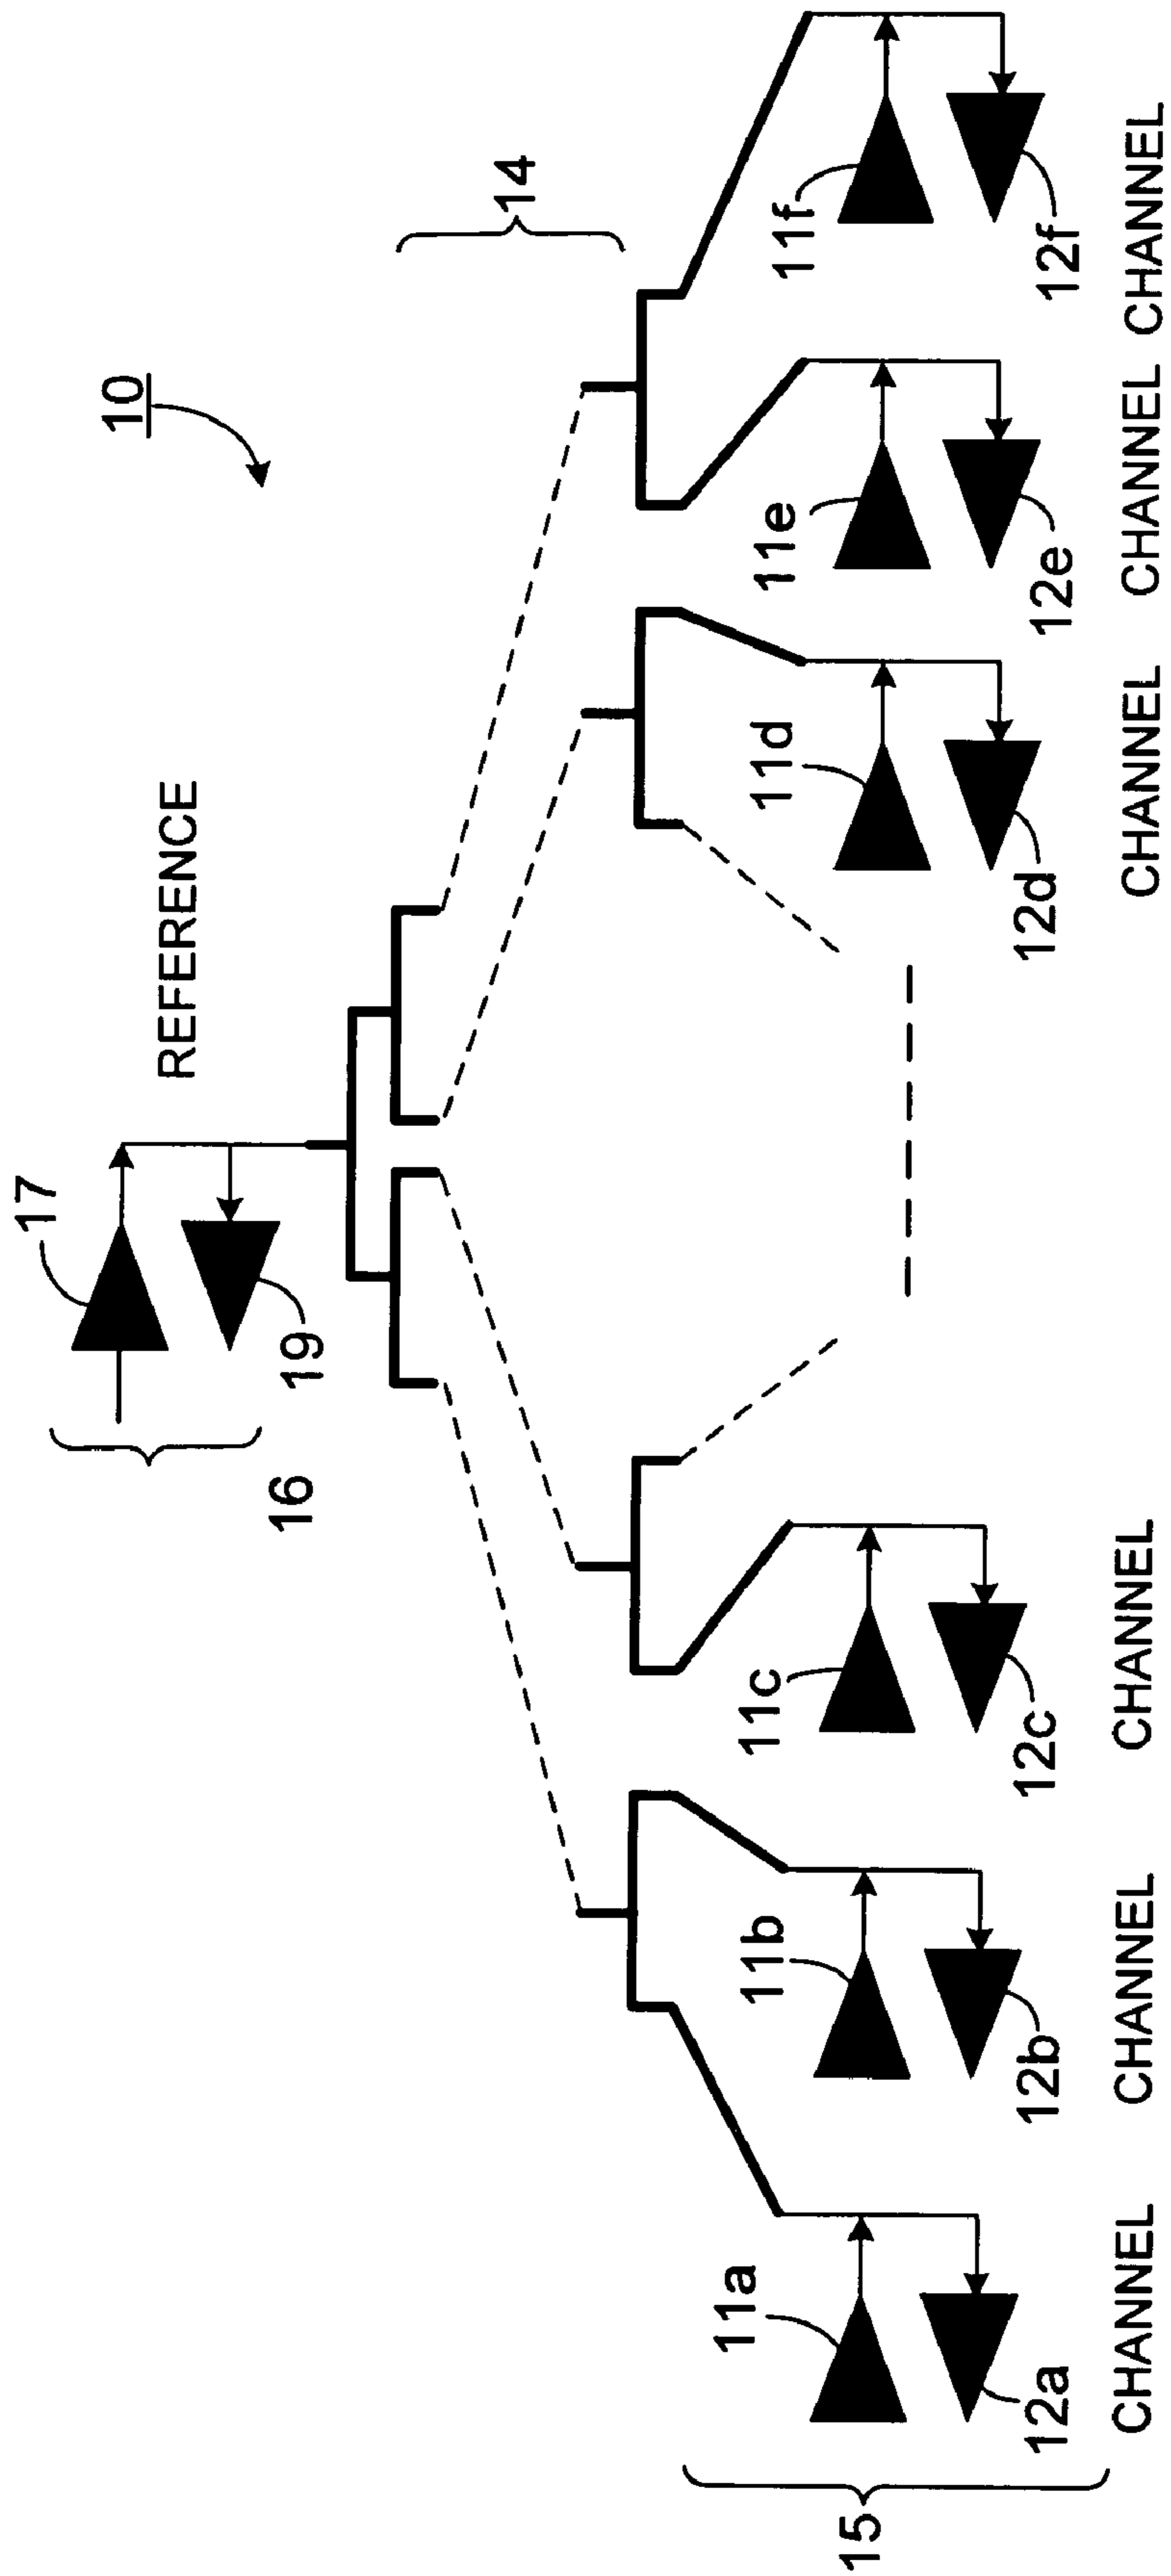 10
REFERENCE
17
19
16
14
11a
11b
11c
11d
11e
11f
12a
12b
12c
12d
12e
12f
15
CHANNEL
CHANNEL
CHANNEL
CHANNEL
CHANNEL
CHANNEL